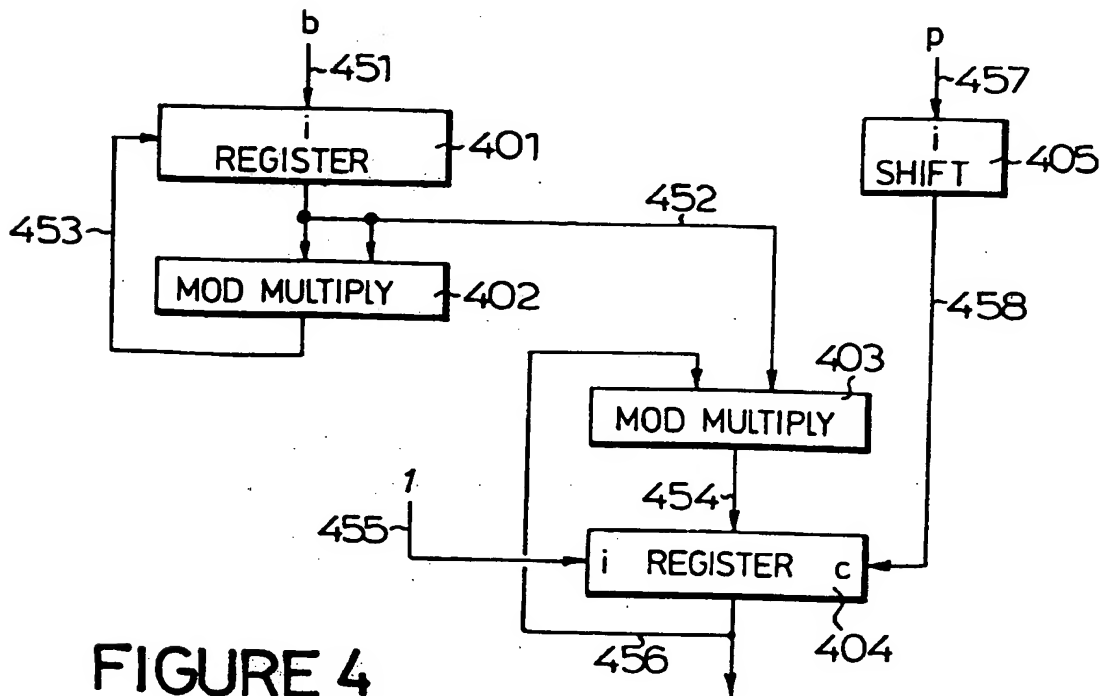 b
451
p
457
i
REGISTER
401
i
SHIFT
405
453
452
MOD MULTIPLY
402
458
403
MOD MULTIPLY
1
455
454
i REGISTER c
456
404
FIGURE 4